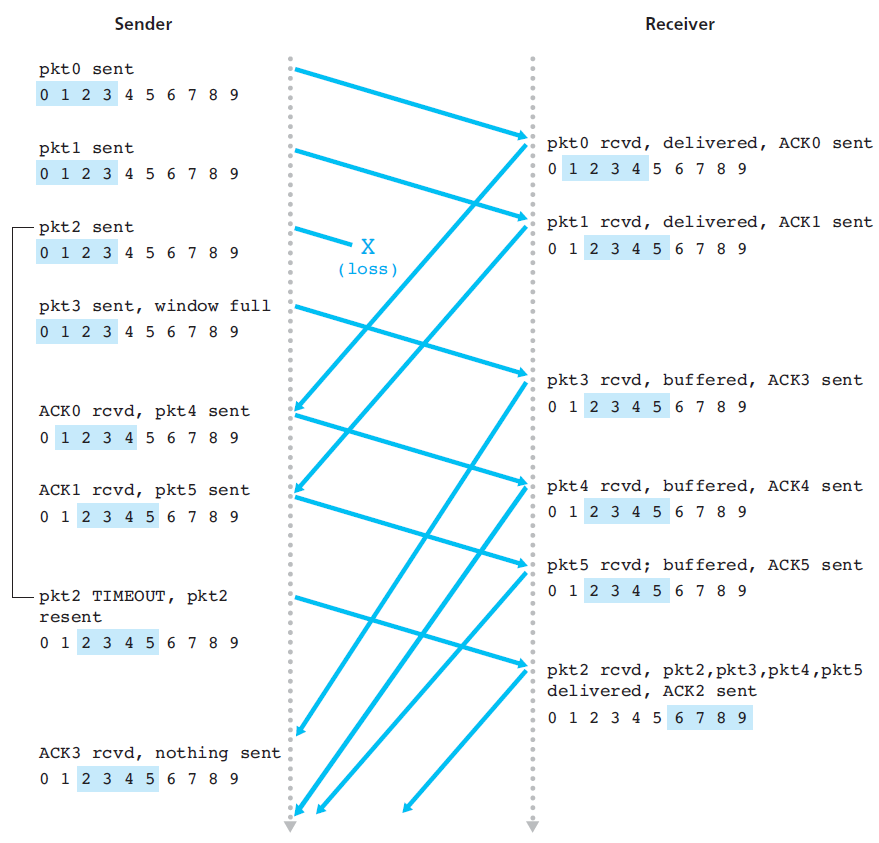 Sender
Receiver
pkt0 sent
0 1 2 3 4 5 6 7 8 9
pkt1 sent
0 1 2 3 4 5 6 7 8 9
pkt2 sent
0 1 2 3 4 5 6 7 8 9
pkt3 sent, window full
0 1 2 3 4 5 6 7 8 9
ACK0 rcvd, pkt4 sent
0 1 2 3 4 5 6 7 8 9
ACK1 rcvd, pkt5 sent
0 1 2 3 4 5 6 7 8 9
pkt2 TIMEOUT, pkt2
resent
0 1 2 3 4 5 6 7 8 9
ACK3 rcvd, nothing sent
0 1 2 3 4 5 6 7 8 9
X
(loss)
pkt0 rcvd, delivered, ACK0 sent
0 1 2 3 4 5 6 7 8 9
pkt1 rcvd, delivered, ACK1 sent
0 1 2 3 4 5 6 7 8 9
pkt3 rcvd, buffered, ACK3 sent
0 1 2 3 4 5 6 7 8 9
pkt4 rcvd, buffered, ACK4 sent
0 1 2 3 4 5 6 7 8 9
pkt5 rcvd; buffered, ACK5 sent
0 1 2 3 4 5 6 7 8 9
pkt2 rcvd, pkt2,pkt3,pkt4,pkt5
delivered, ACK2 sent
0 1 2 3 4 5 6 7 8 9